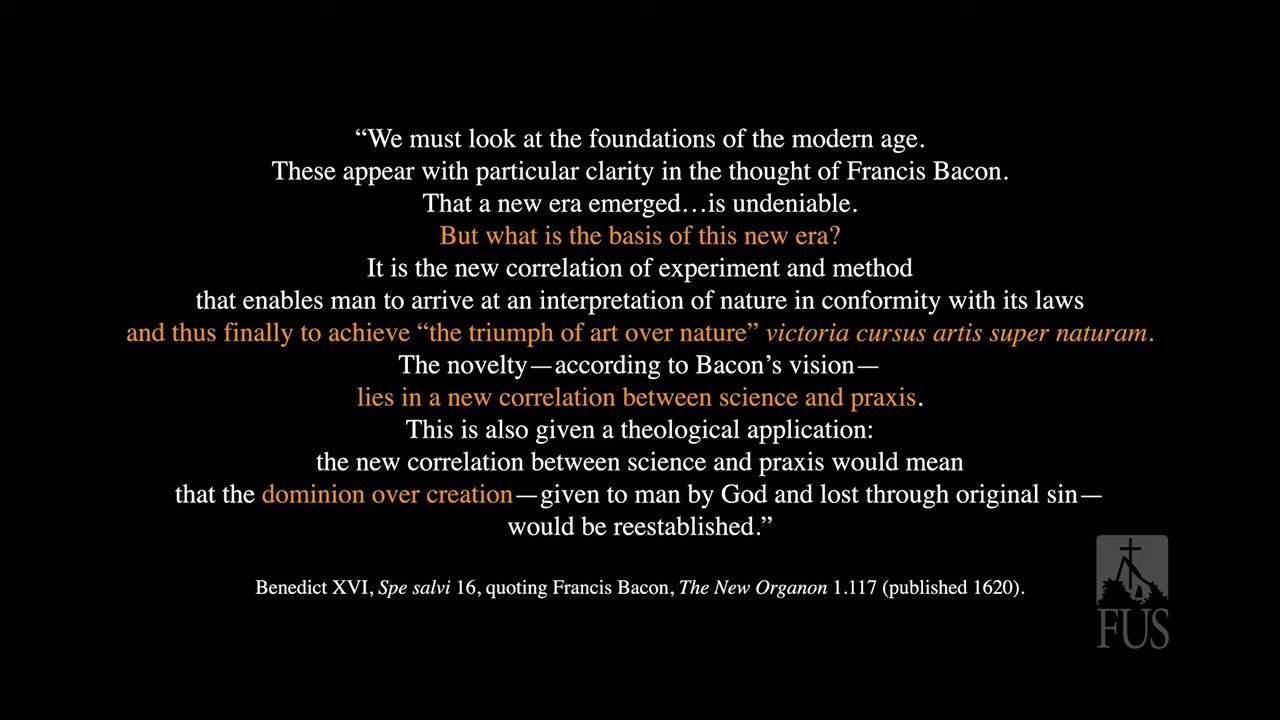 “We must look at the foundations of the modern age.
These appear with particular clarity in the thought of Francis Bacon.
That a new era emerged…is undeniable.
But what is the basis of this new era?
It is the new correlation of experiment and method
that enables man to arrive at an interpretation of nature in conformity with its laws
and thus finally to achieve “the triumph of art over nature” victoria cursus artis super naturam.
The novelty—according to Bacon’s vision—
lies in a new correlation between science and praxis.
This is also given a theological application:
the new correlation between science and praxis would mean
that the dominion over creation—given to man by God and lost through original sin—
would be reestablished.”
Benedict XVI, Spe salvi 16, quoting Francis Bacon, The New Organon 1.117 (published 1620).
FUS